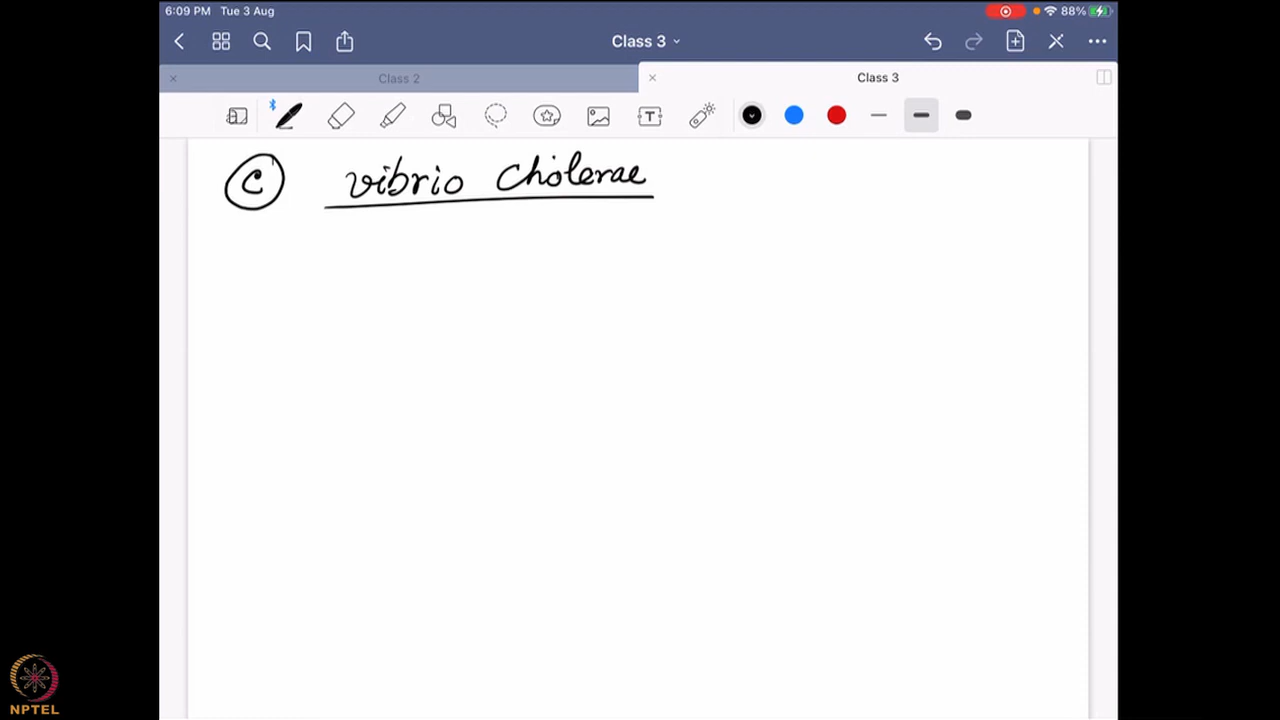 6:09 PM Tue 3 Aug 88%
Class 3
Class 2 Class 3
T
C vibrio cholerae
NPTEL